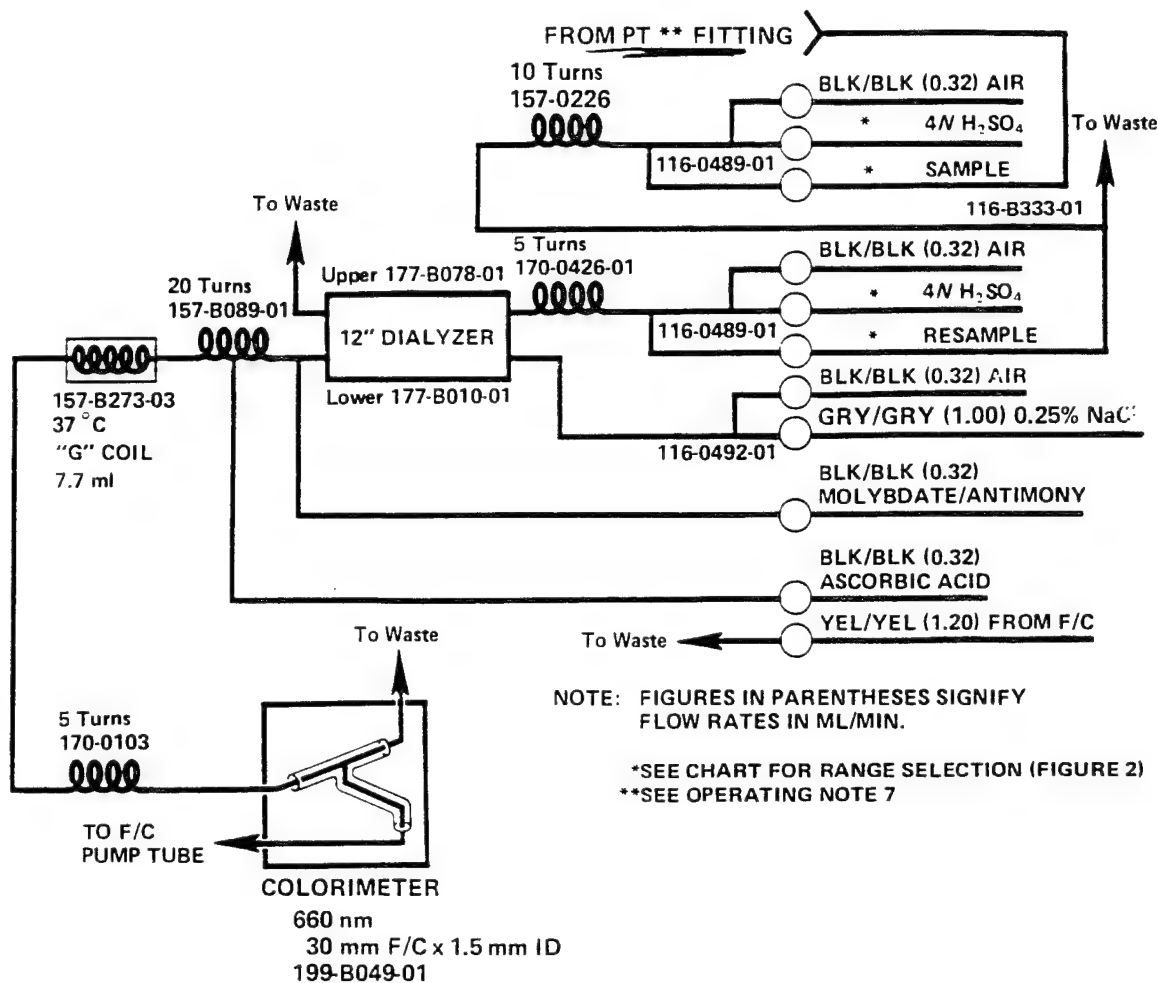 FROM PT ** FITTING
10 Turns
157-0226
BLK/BLK (0.32) AIR
* 4N H₂SO₄
To Waste
116-0489-01
* SAMPLE
116-B333-01
To Waste
5 Turns
170-0426-01
BLK/BLK (0.32) AIR
Upper 177-B078-01
20 Turns
157-B089-01
* 4N H₂SO₄
12" DIALYZER
116-0489-01
* RESAMPLE
BLK/BLK (0.32) AIR
Lower 177-B010-01
157-B273-03
37 °C
"G" COIL
7.7 ml
GRY/GRY (1.00) 0.25%
116-0492-01
BLK/BLK (0.32)
MOLYBDATE/ANTIMONY
BLK/BLK (0.32)
ASCORBIC ACID
YEL/YEL (1.20) FROM F/C
To Waste
To Waste
NOTE: FIGURES IN PARENTHESES SIGNIFY
FLOW RATES IN ML/MIN.
5 Turns
170-0103
*SEE CHART FOR RANGE SELECTION (FIGURE 2)
**SEE OPERATING NOTE 7
TO F/C
PUMP TUBE
COLORIMETER
660 nm
30 mm F/C x 1.5 mm ID
199-B049-01